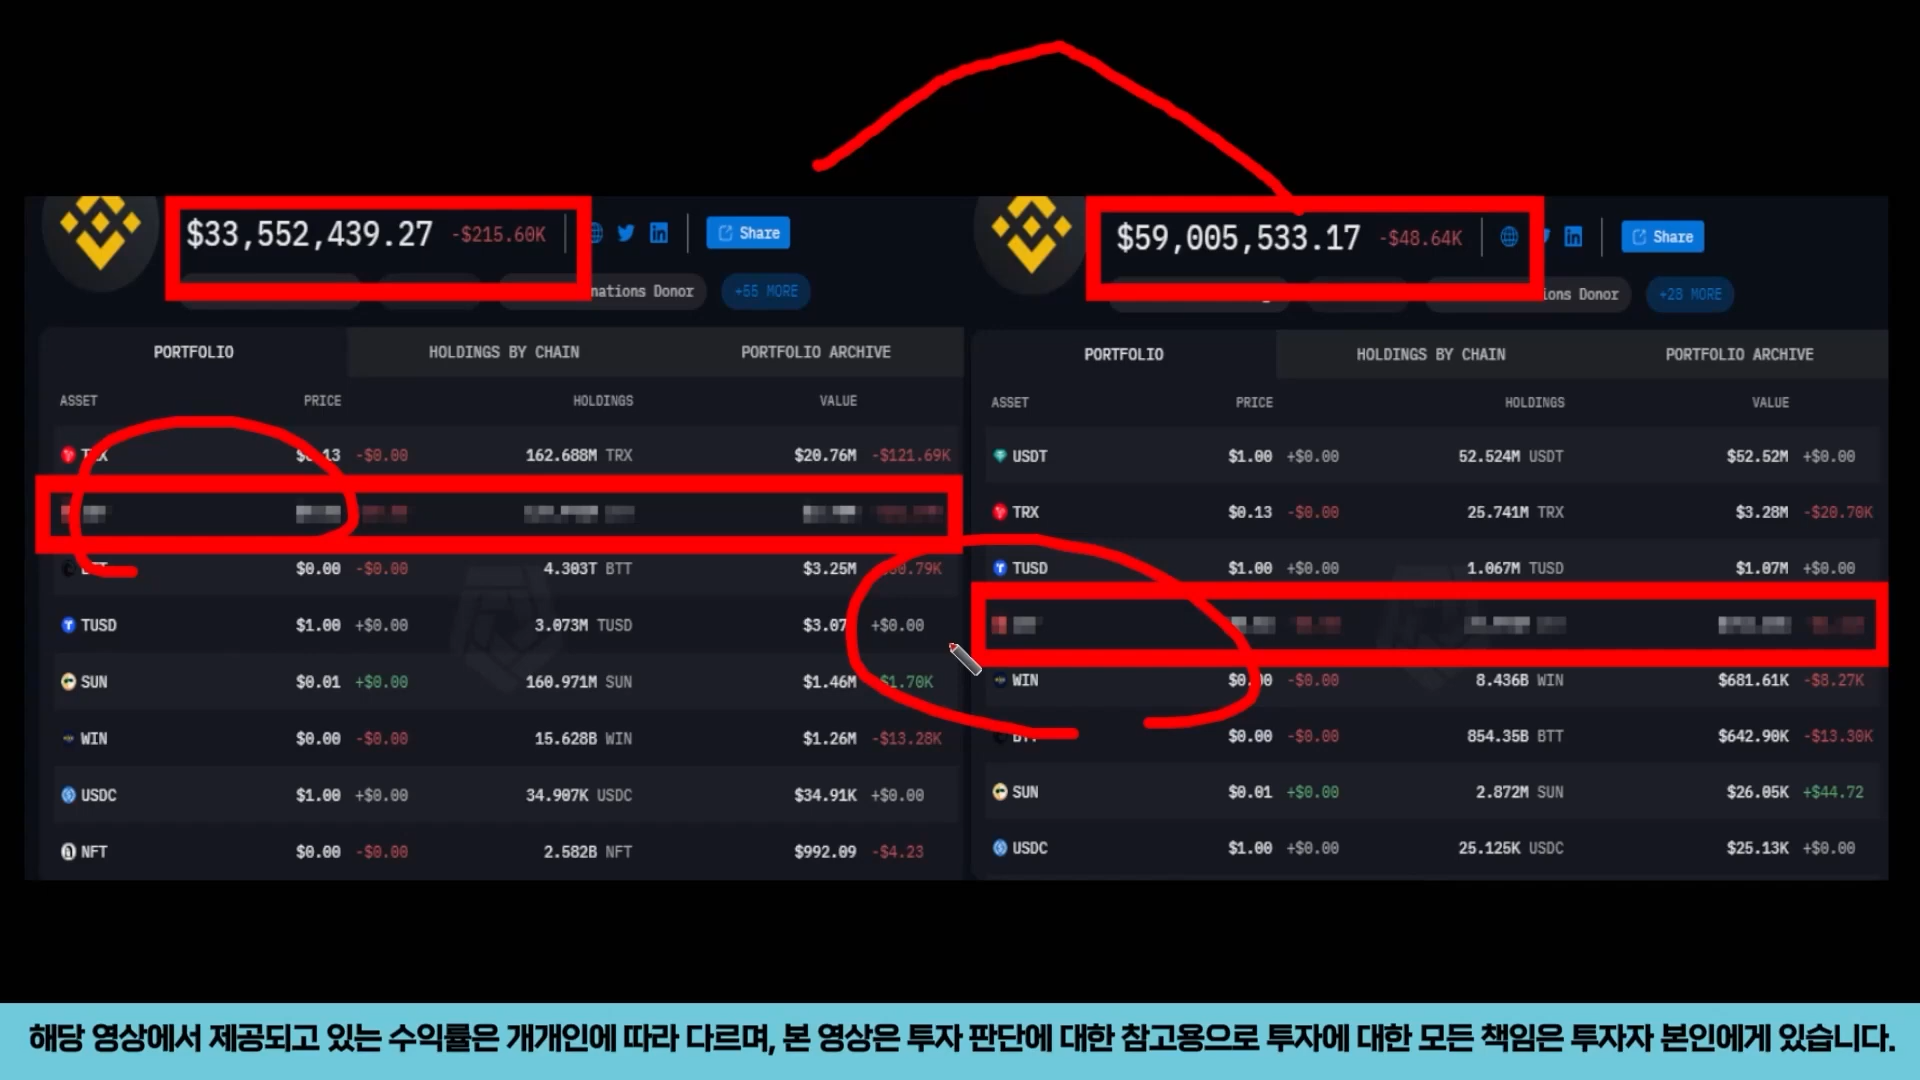 $33,552,439.27 -$215.60K
Share
nations Donor +55 MORE
PORTFOLIO HOLDINGS BY CHAIN PORTFOLIO ARCHIVE
ASSET PRICE HOLDINGS VALUE
-$0.00 162.688M TRX $20.76M -$121.69K
$0.00 -$0.00 4.303T BTT $3.25M
TUSD $1.00 +$0.00 3.073M TUSD +$0.00
SUN $0.01 +$0.00 160.971M SUN $1.46M
WIN $0.00 -$0.00 15.628B WIN $1.26M -$13.28K
USDC $1.00 +$0.00 34.907K USDC $34.91K +$0.00
NFT $0.00 -$0.00 2.582B NFT $992.09 -$4.23
$59,005,533.17 -$48.64K
Share
ions Donor +28 MORE
PORTFOLIO HOLDINGS BY CHAIN PORTFOLIO ARCHIVE
ASSET PRICE HOLDINGS VALUE
USDT $1.00 +$0.00 52.524M USDT $52.52M +$0.00
TRX $0.13 -$0.00 25.741M TRX $3.28M -$20.70K
TUSD $1.00 +$0.00 1.067M TUSD $1.07M +$0.00
WIN -$0.00 8.436B WIN $681.61K -$8.27K
$0.00 -$0.00 854.35B BTT $642.90K -$13.30K
SUN $0.01 +$0.00 2.872M SUN $26.05K +$44.72
USDC $1.00 +$0.00 25.125K USDC $25.13K +$0.00
해당 영상에서 제공되고 있는 수익률은 개개인에 따라 다르며, 본 영상은 투자 판단에 대한 참고용으로 투자에 대한 모든 책임은 투자자 본인에게 있습니다.